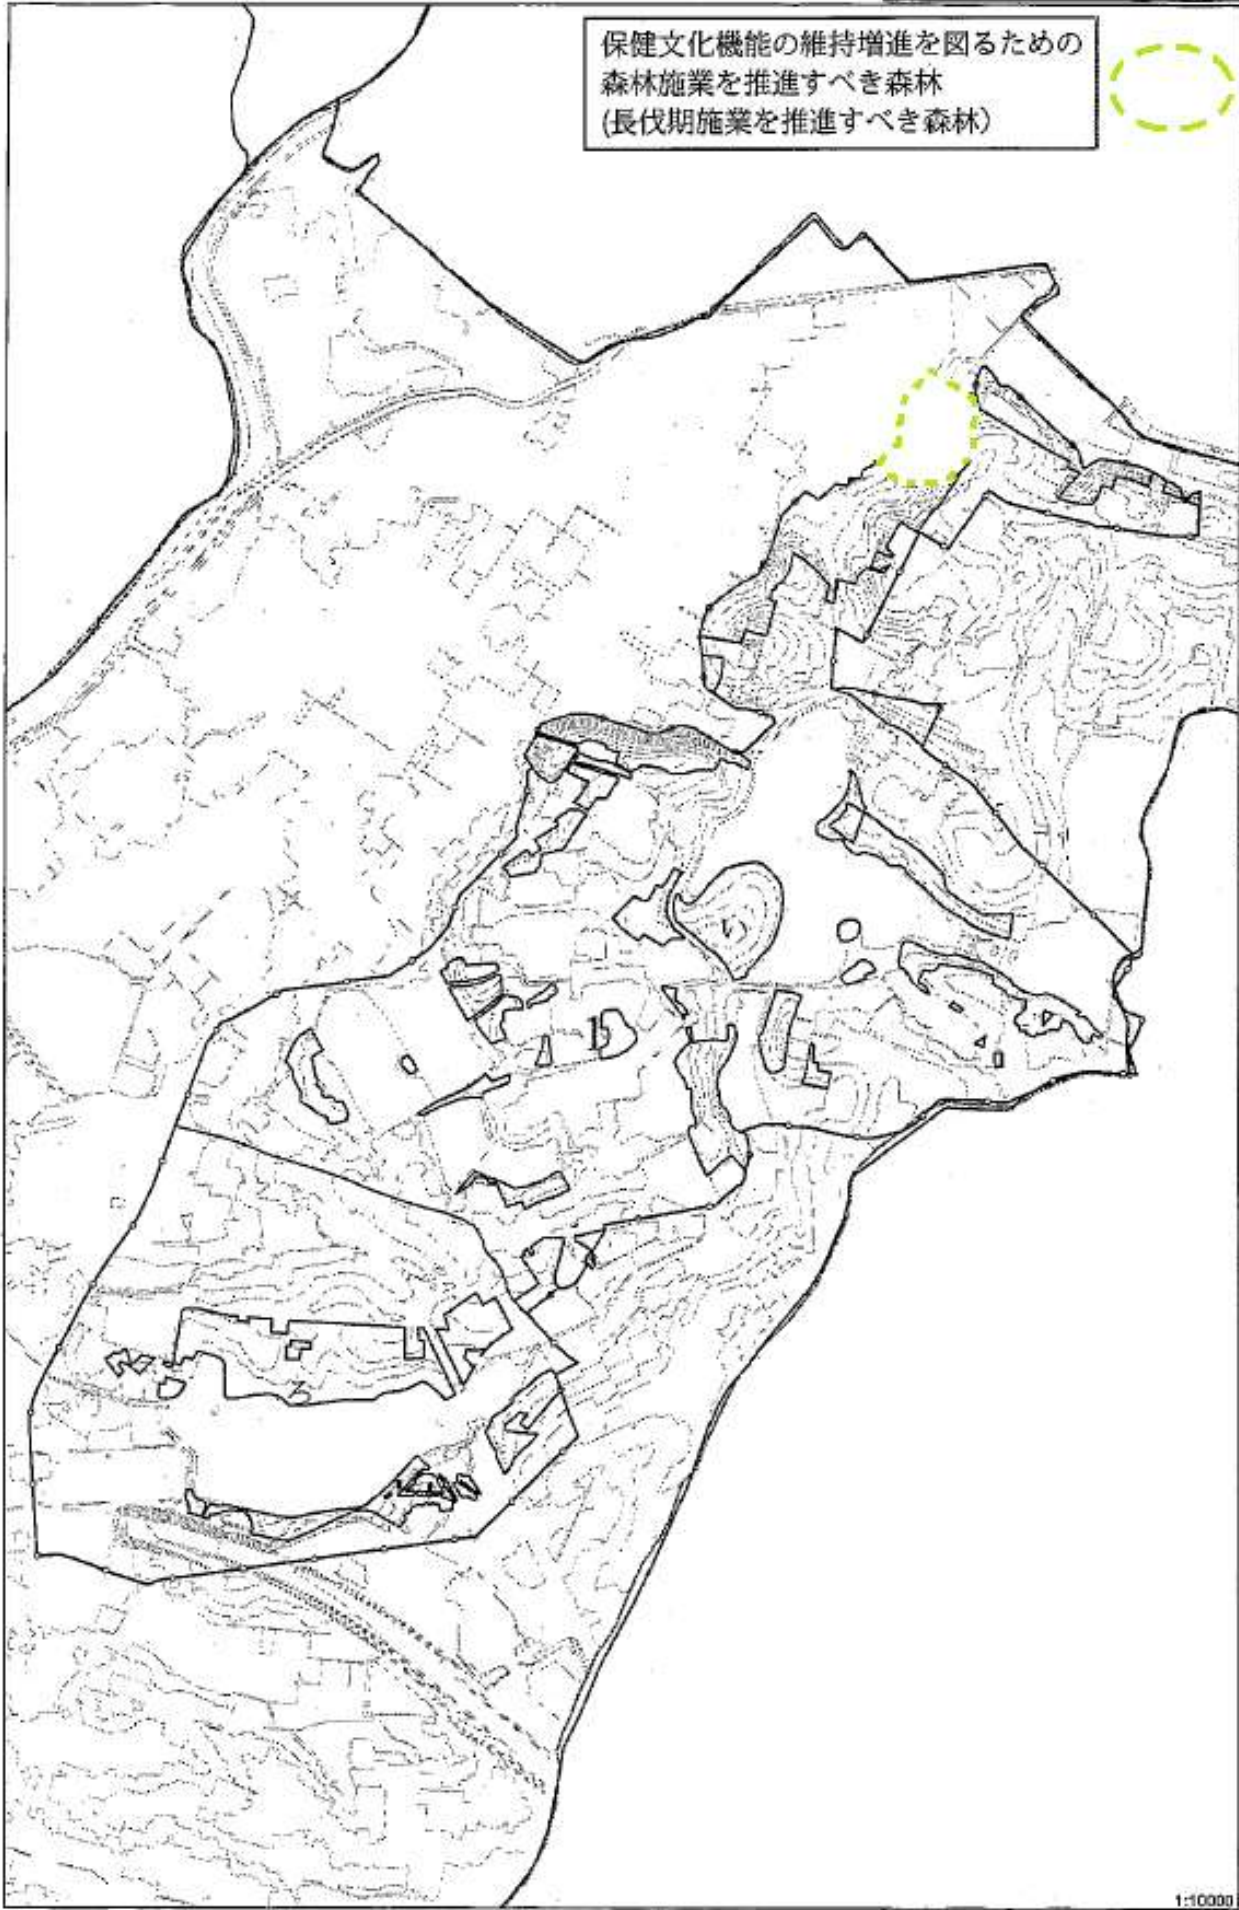 保健文化機能の維持増進を図るための
森林施業を推進すべき森林
(長伐期施業を推進すべき森林)
い
ろ
1:10000